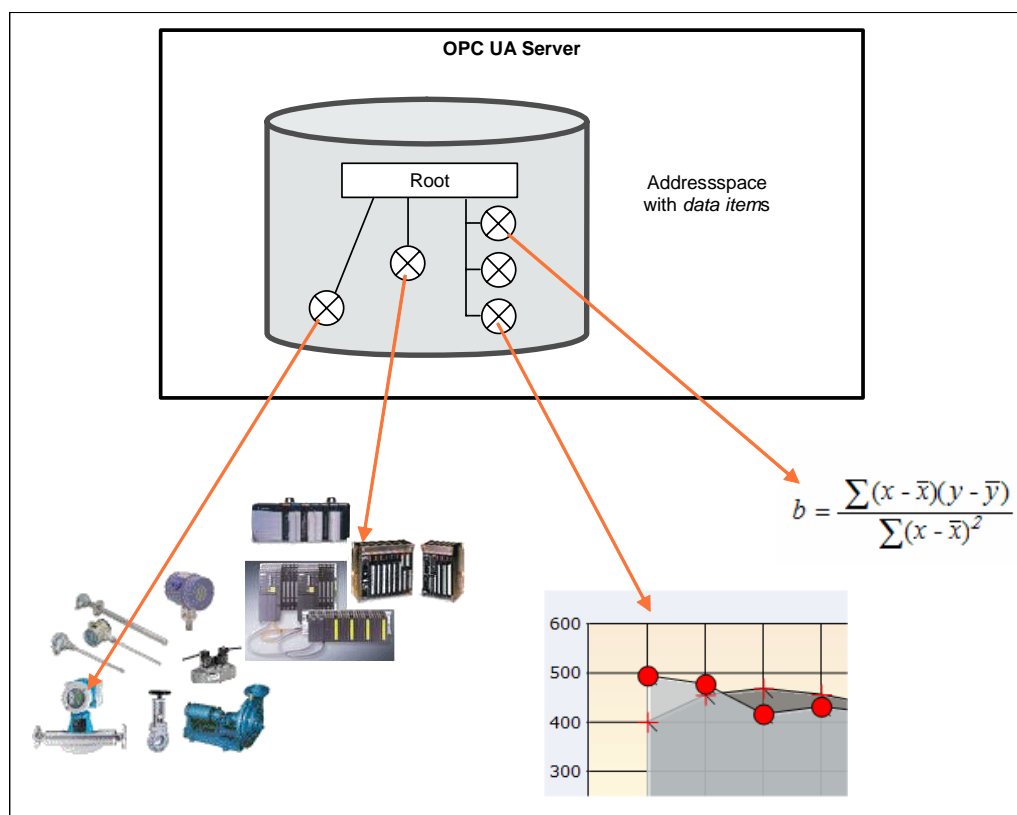 OPC UA Server
Root
Addressspace
with data items
b = ∑(x - x̅)(y - y̅) / ∑(x - x̅)²
600
500
400
300